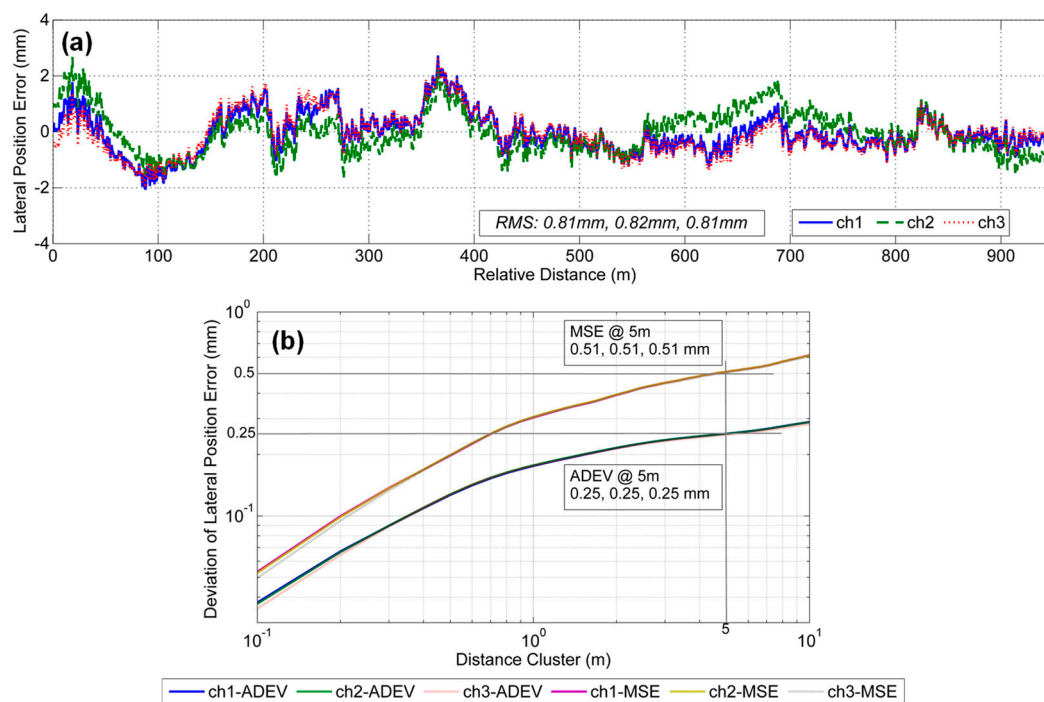 (a)
Lateral Position Error (mm)
4
2
0
-2
-4
RMS: 0.81mm, 0.82mm, 0.81mm
ch1 ch2 ch3
0 100 200 300 400 500 600 700 800 900
Relative Distance (m)
(b)
Deviation of Lateral Position Error (mm)
10^0
0.5
0.25
10^-1
MSE @ 5m
0.51, 0.51, 0.51 mm
ADEV @ 5m
0.25, 0.25, 0.25 mm
10^-1 10^0 5 10^1
Distance Cluster (m)
ch1-ADEV ch2-ADEV ch3-ADEV ch1-MSE ch2-MSE ch3-MSE